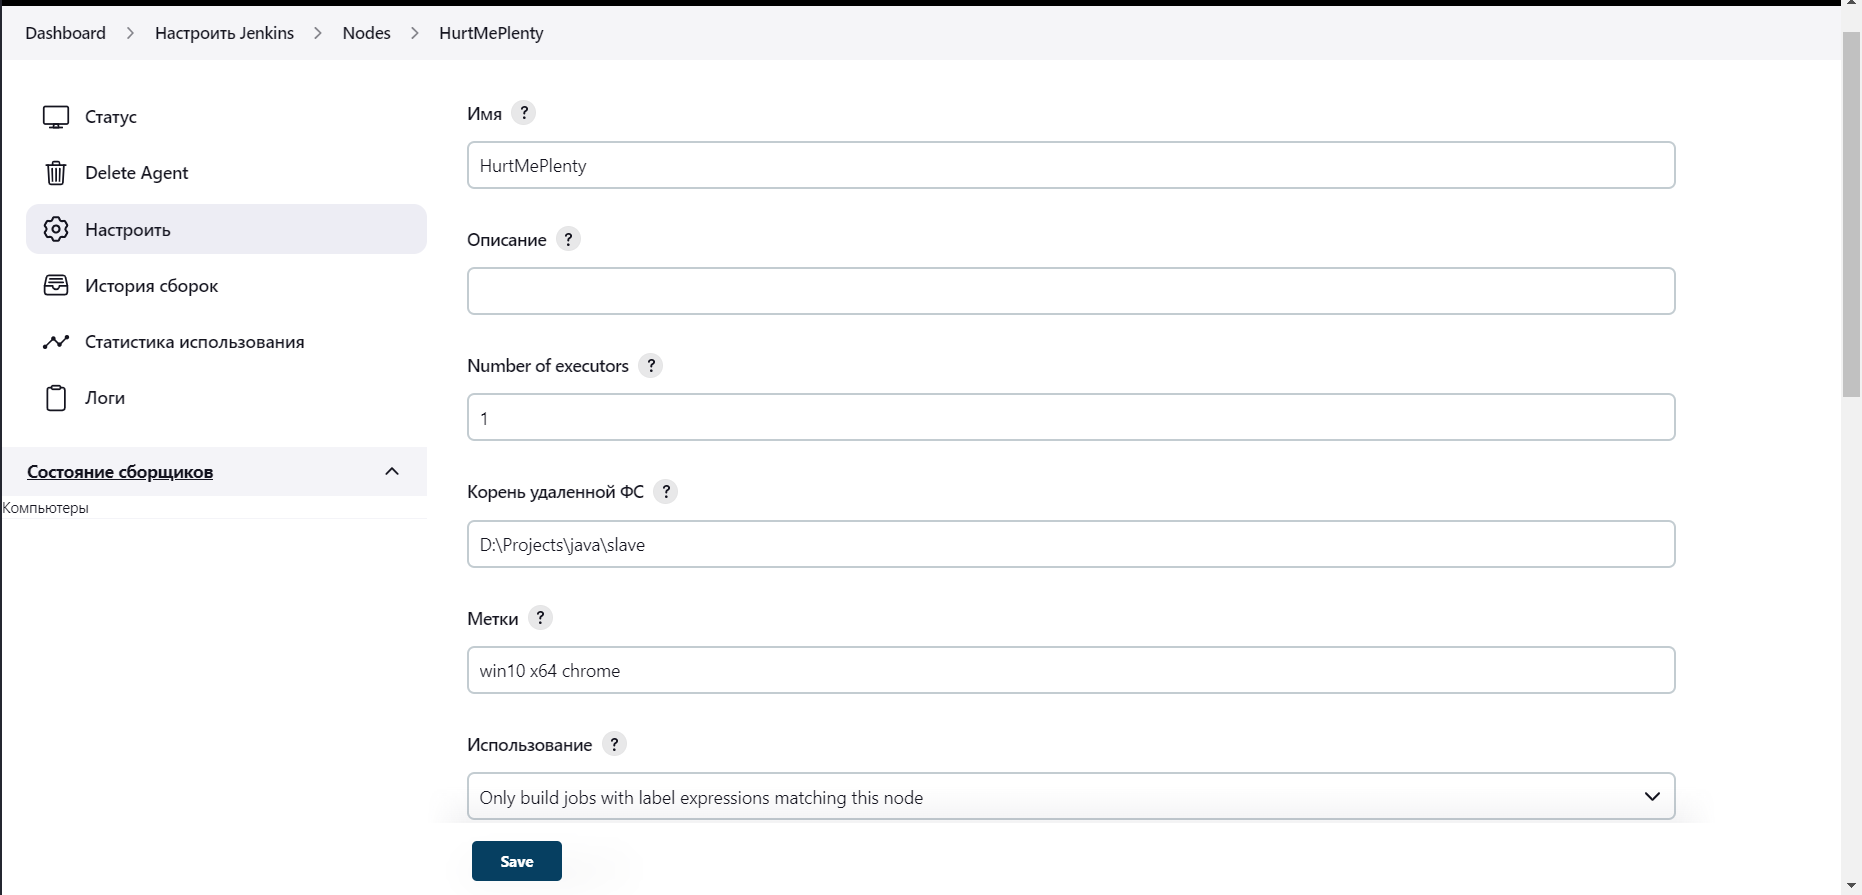 Dashboard > Настроить Jenkins > Nodes > HurtMePlenty
Статус
Delete Agent
Настроить
История сборок
Статистика использования
Логи
Состояние сборщиков
Компьютеры
Имя ?
HurtMePlenty
Описание ?
Number of executors ?
1
Корень удаленной ФС ?
D:\Projects\java\slave
Метки ?
win10 x64 chrome
Использование ?
Only build jobs with label expressions matching this node
Save